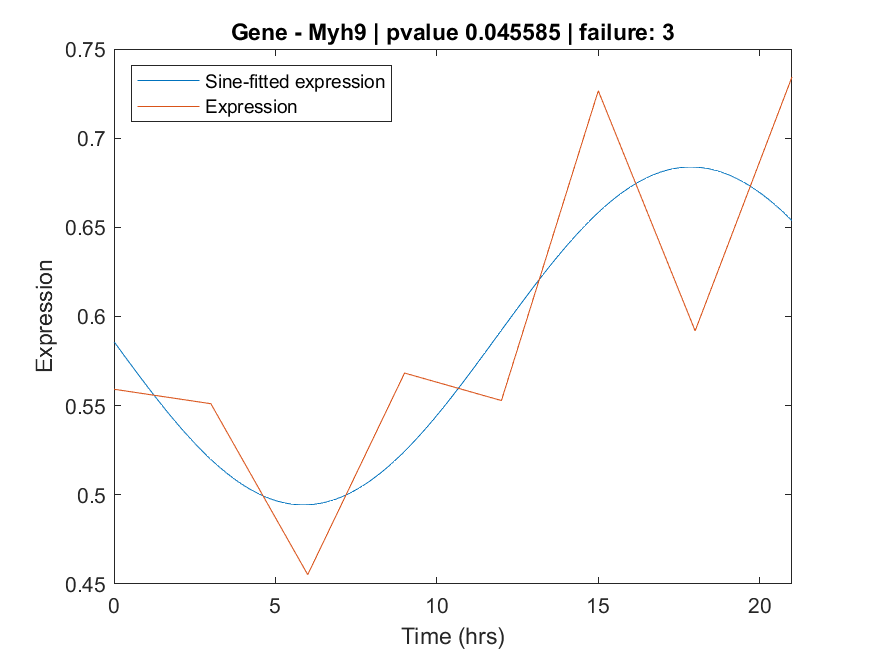 Gene - Myh9 | pvalue 0.045585 | failure: 3
Sine-fitted expression
Expression
0.75
0.7
0.65
0.6
0.55
0.5
0.45
Expression
0 5 10 15 20
Time (hrs)